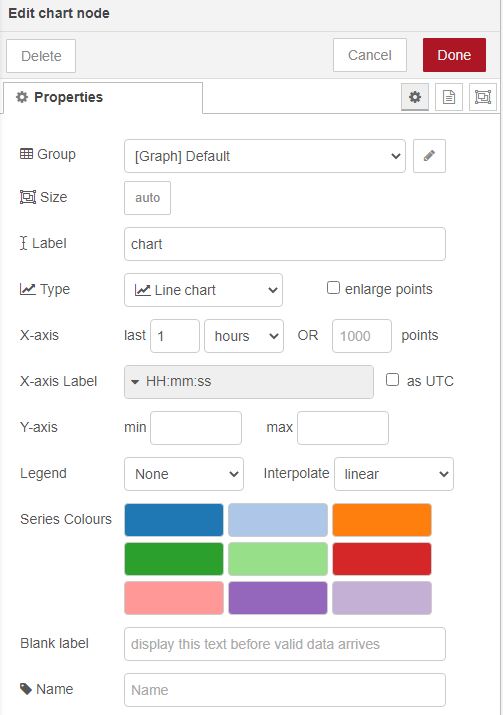 Edit chart node
Delete Cancel Done
Properties
Group [Graph] Default
Size auto
Label chart
Type Line chart enlarge points
X-axis last 1 hours OR 1000 points
X-axis Label HH:mm:ss as UTC
Y-axis min max
Legend None Interpolate linear
Series Colours
Blank label display this text before valid data arrives
Name Name